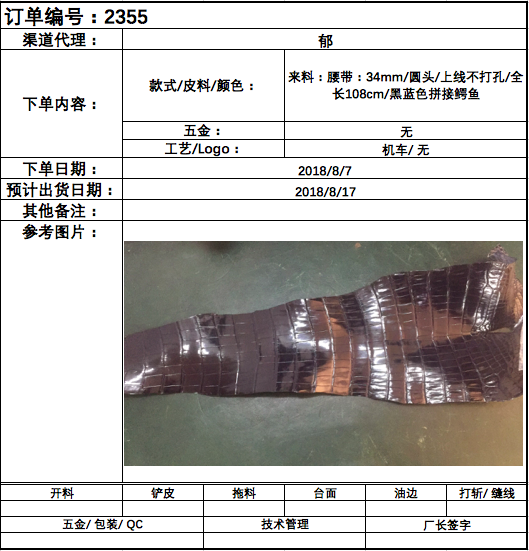 订单编号：2355
渠道代理：
郁
下单内容：
款式/皮料/颜色：
来料：腰带：34mm/圆头/上线不打孔/全
长108cm/黑蓝色拼接鳄鱼
五金：
无
工艺/Logo：
机车/ 无
下单日期：
2018/8/7
预计出货日期：
2018/8/17
其他备注：
参考图片：
开料
铲皮
拖料
台面
油边
打斩/ 缝线
五金/ 包装/ QC
技术管理
厂长签字